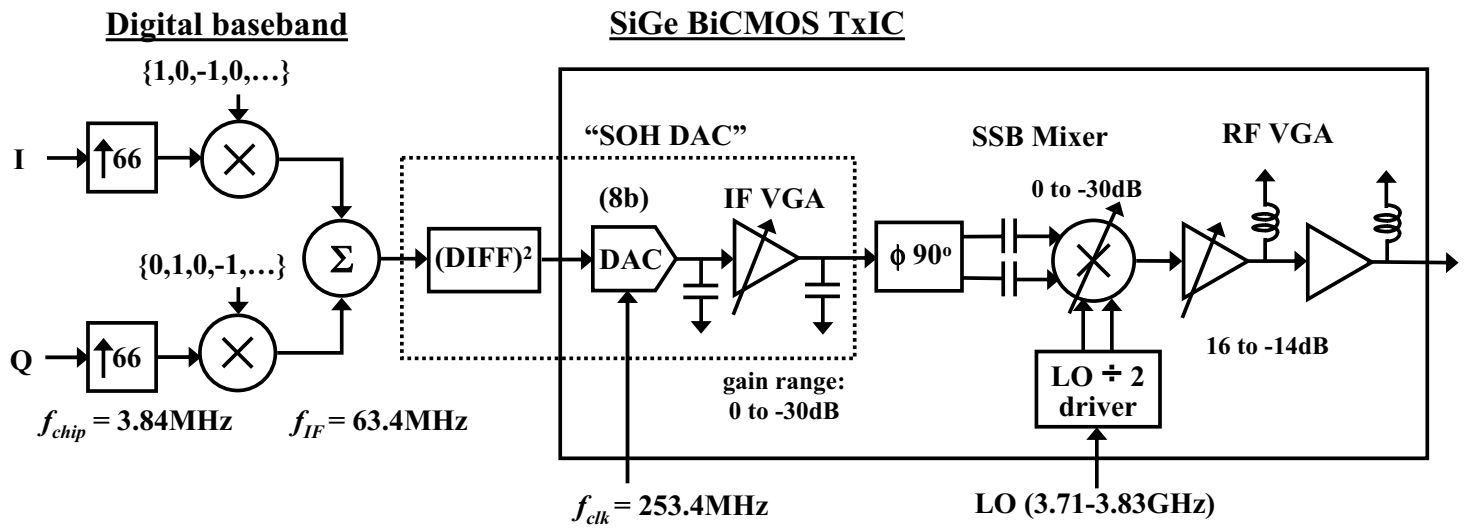 Digital baseband
SiGe BiCMOS TxIC
{1,0,-1,0,…}
I
↑66
×
{0,1,0,-1,…}
Q
↑66
×
f_chip = 3.84MHz
Σ
f_IF = 63.4MHz
“SOH DAC”
(DIFF)²
(8b)
DAC
IF VGA
gain range:
0 to -30dB
f_clk = 253.4MHz
ϕ 90°
SSB Mixer
0 to -30dB
×
LO ÷ 2
driver
LO (3.71-3.83GHz)
RF VGA
16 to -14dB